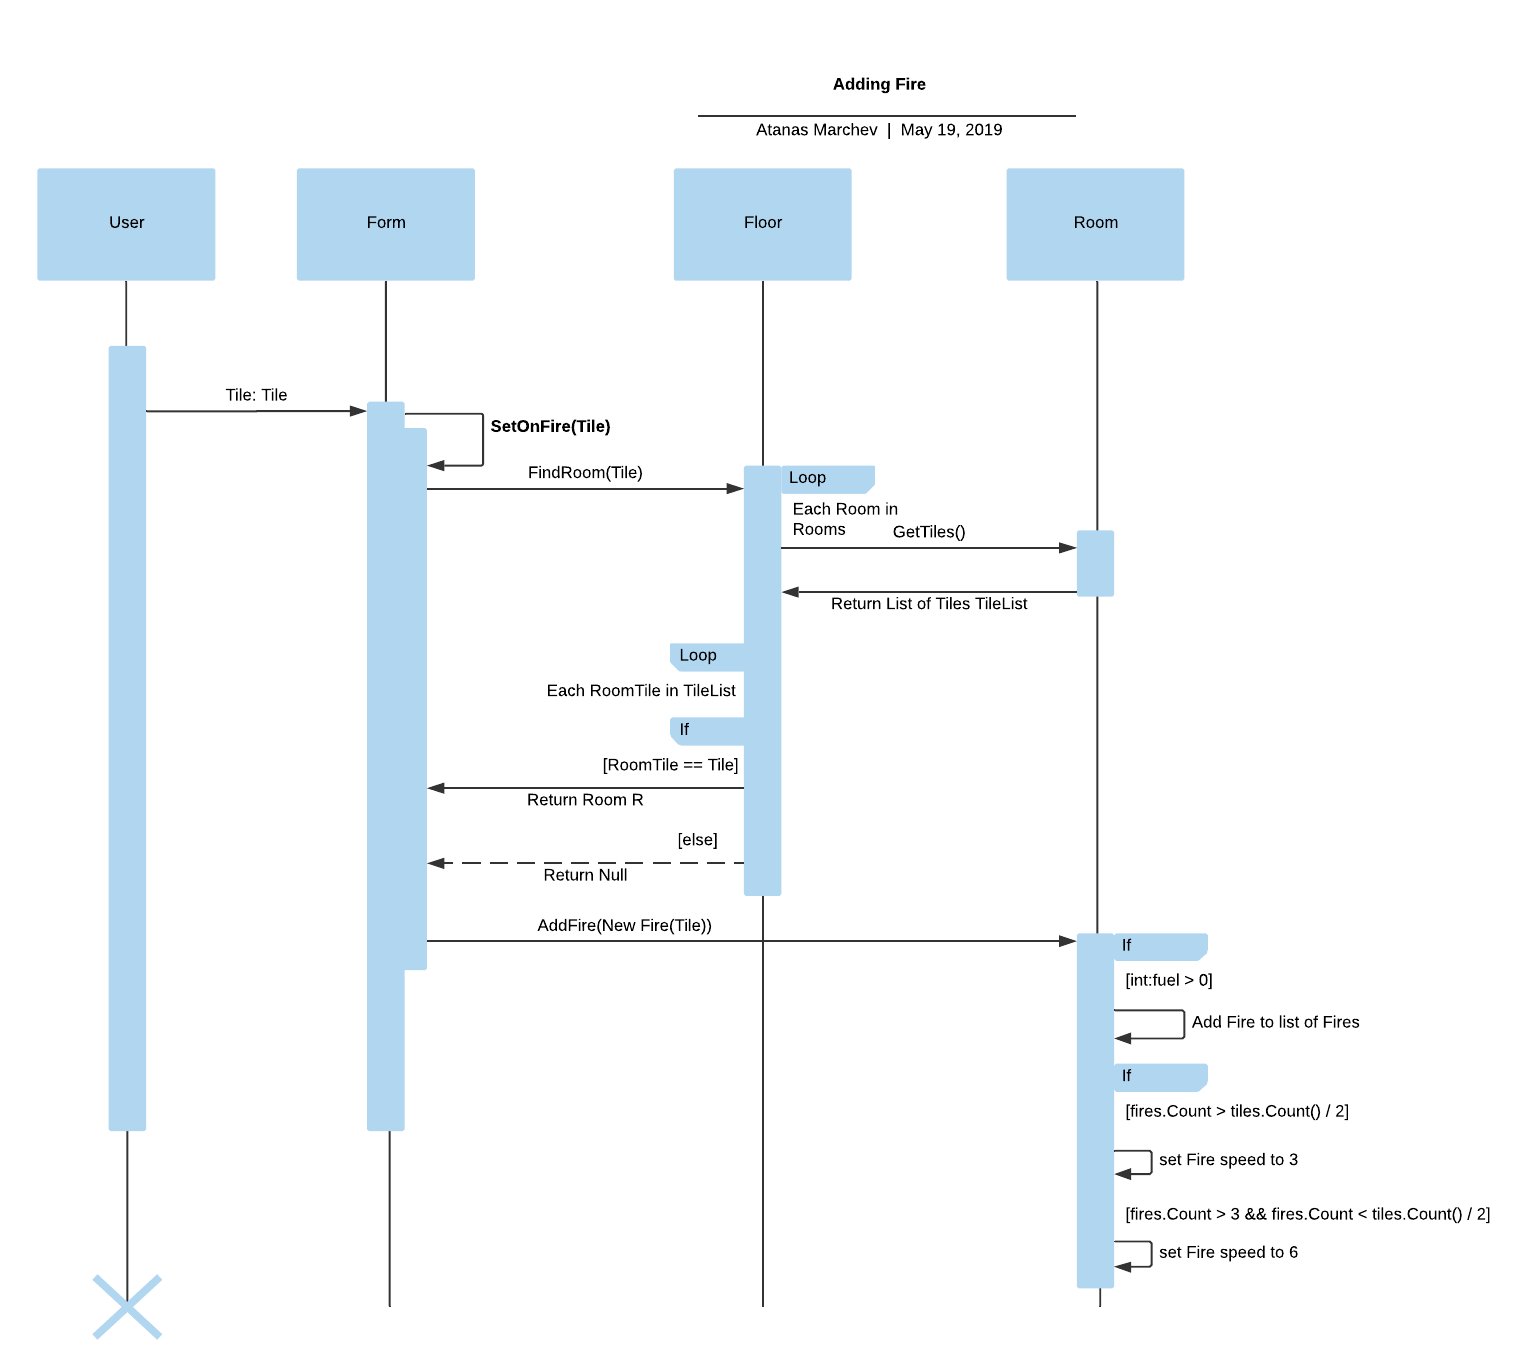 Adding Fire
Atanas Marchev | May 19, 2019
User
Form
Floor
Room
Tile: Tile
SetOnFire(Tile)
FindRoom(Tile)
Loop
Each Room in
Rooms
GetTiles()
Return List of Tiles TileList
Loop
Each RoomTile in TileList
If
[RoomTile == Tile]
Return Room R
[else]
Return Null
AddFire(New Fire(Tile))
If
[int:fuel > 0]
Add Fire to list of Fires
If
[fires.Count > tiles.Count() / 2]
set Fire speed to 3
[fires.Count > 3 && fires.Count < tiles.Count() / 2]
set Fire speed to 6